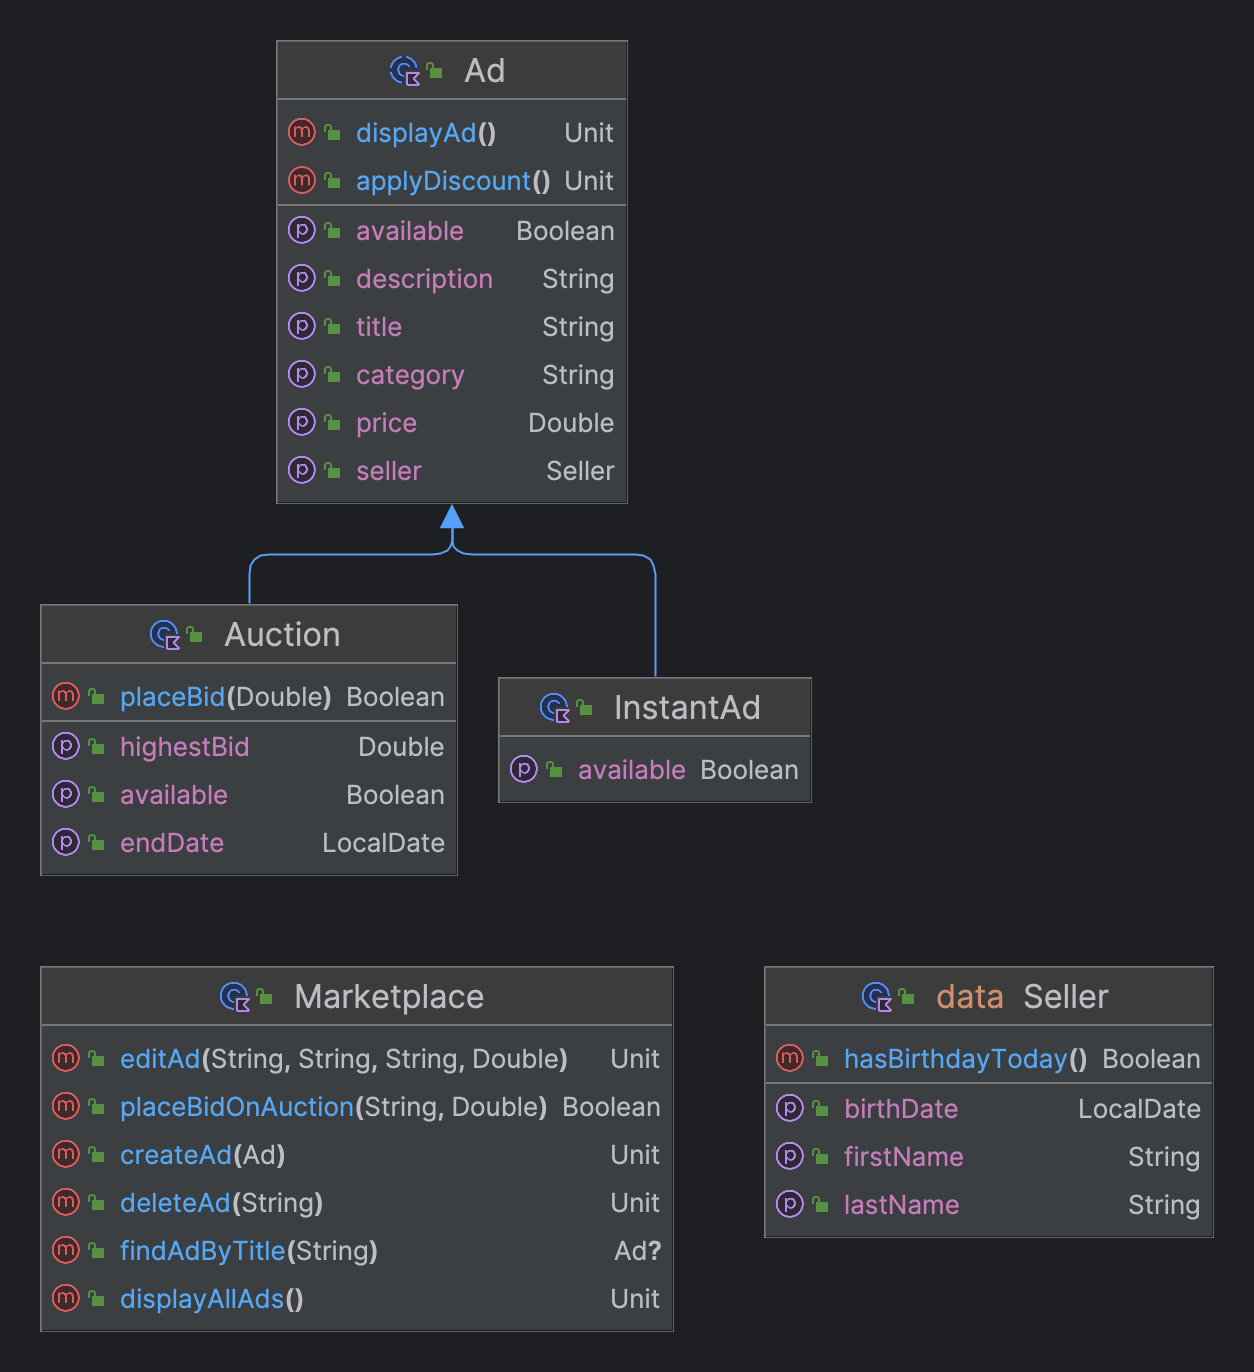 Ad
displayAd() Unit
applyDiscount() Unit
available Boolean
description String
title String
category String
price Double
seller Seller
Auction
placeBid(Double) Boolean
highestBid Double
available Boolean
endDate LocalDate
InstantAd
available Boolean
Marketplace
editAd(String, String, String, Double) Unit
placeBidOnAuction(String, Double) Boolean
createAd(Ad) Unit
deleteAd(String) Unit
findAdByTitle(String) Ad?
displayAllAds() Unit
data Seller
hasBirthdayToday() Boolean
birthDate LocalDate
firstName String
lastName String